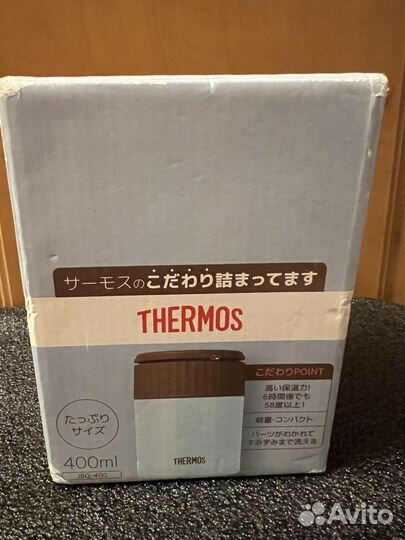 サーモスのこだわり詰まってます
THERMOS
こだわりPOINT
高い保温力!
6時間後でも
58度以上!
軽量・コンパクト
パーツがわかれて
すみずみまで洗える
たっぷり
サイズ
400ml
JBQ-400
THERMOS
Avito